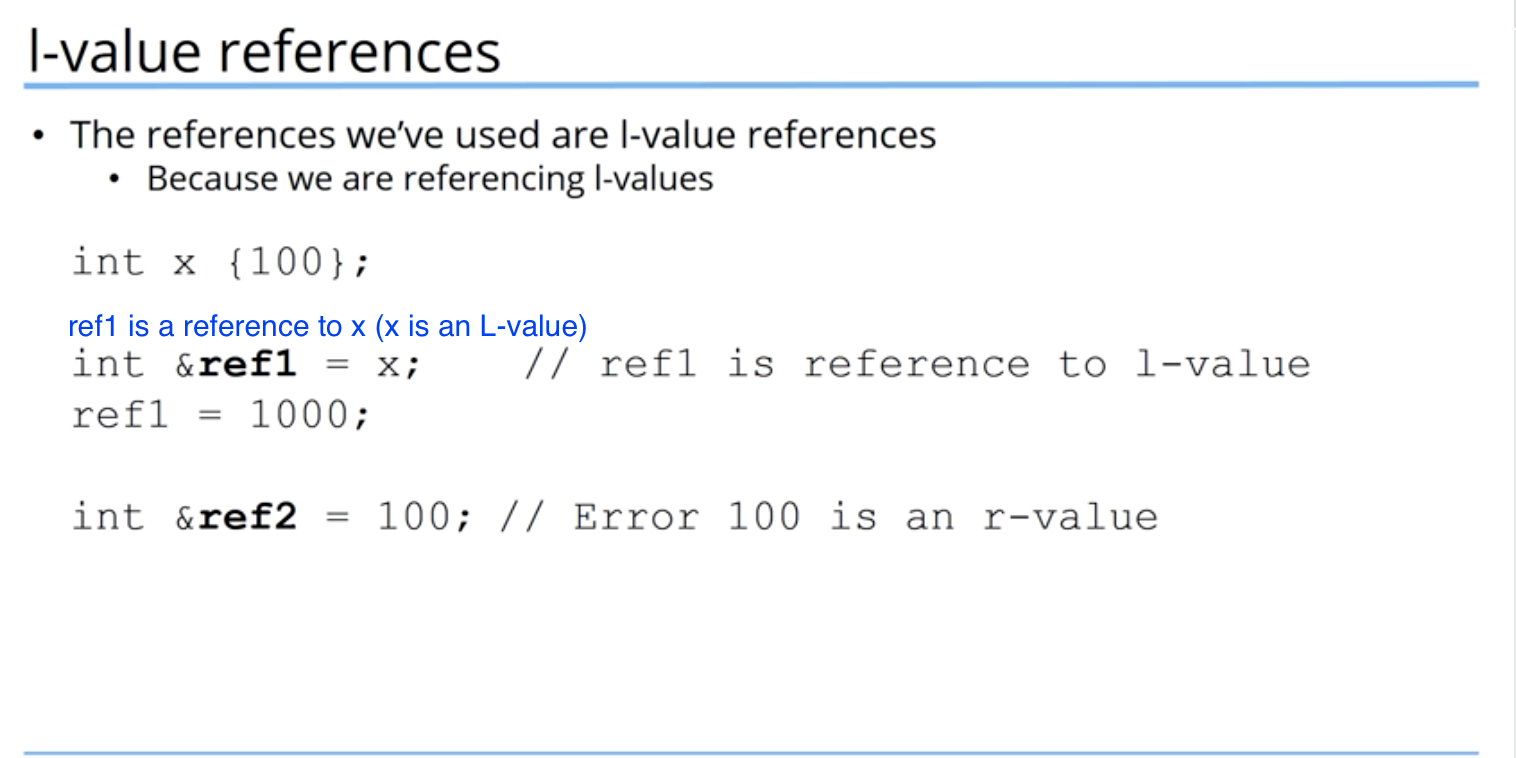 l-value references
• The references we’ve used are l-value references
• Because we are referencing l-values
int x {100};
ref1 is a reference to x (x is an L-value)
int &ref1 = x; // ref1 is reference to l-value
ref1 = 1000;
int &ref2 = 100; // Error 100 is an r-value